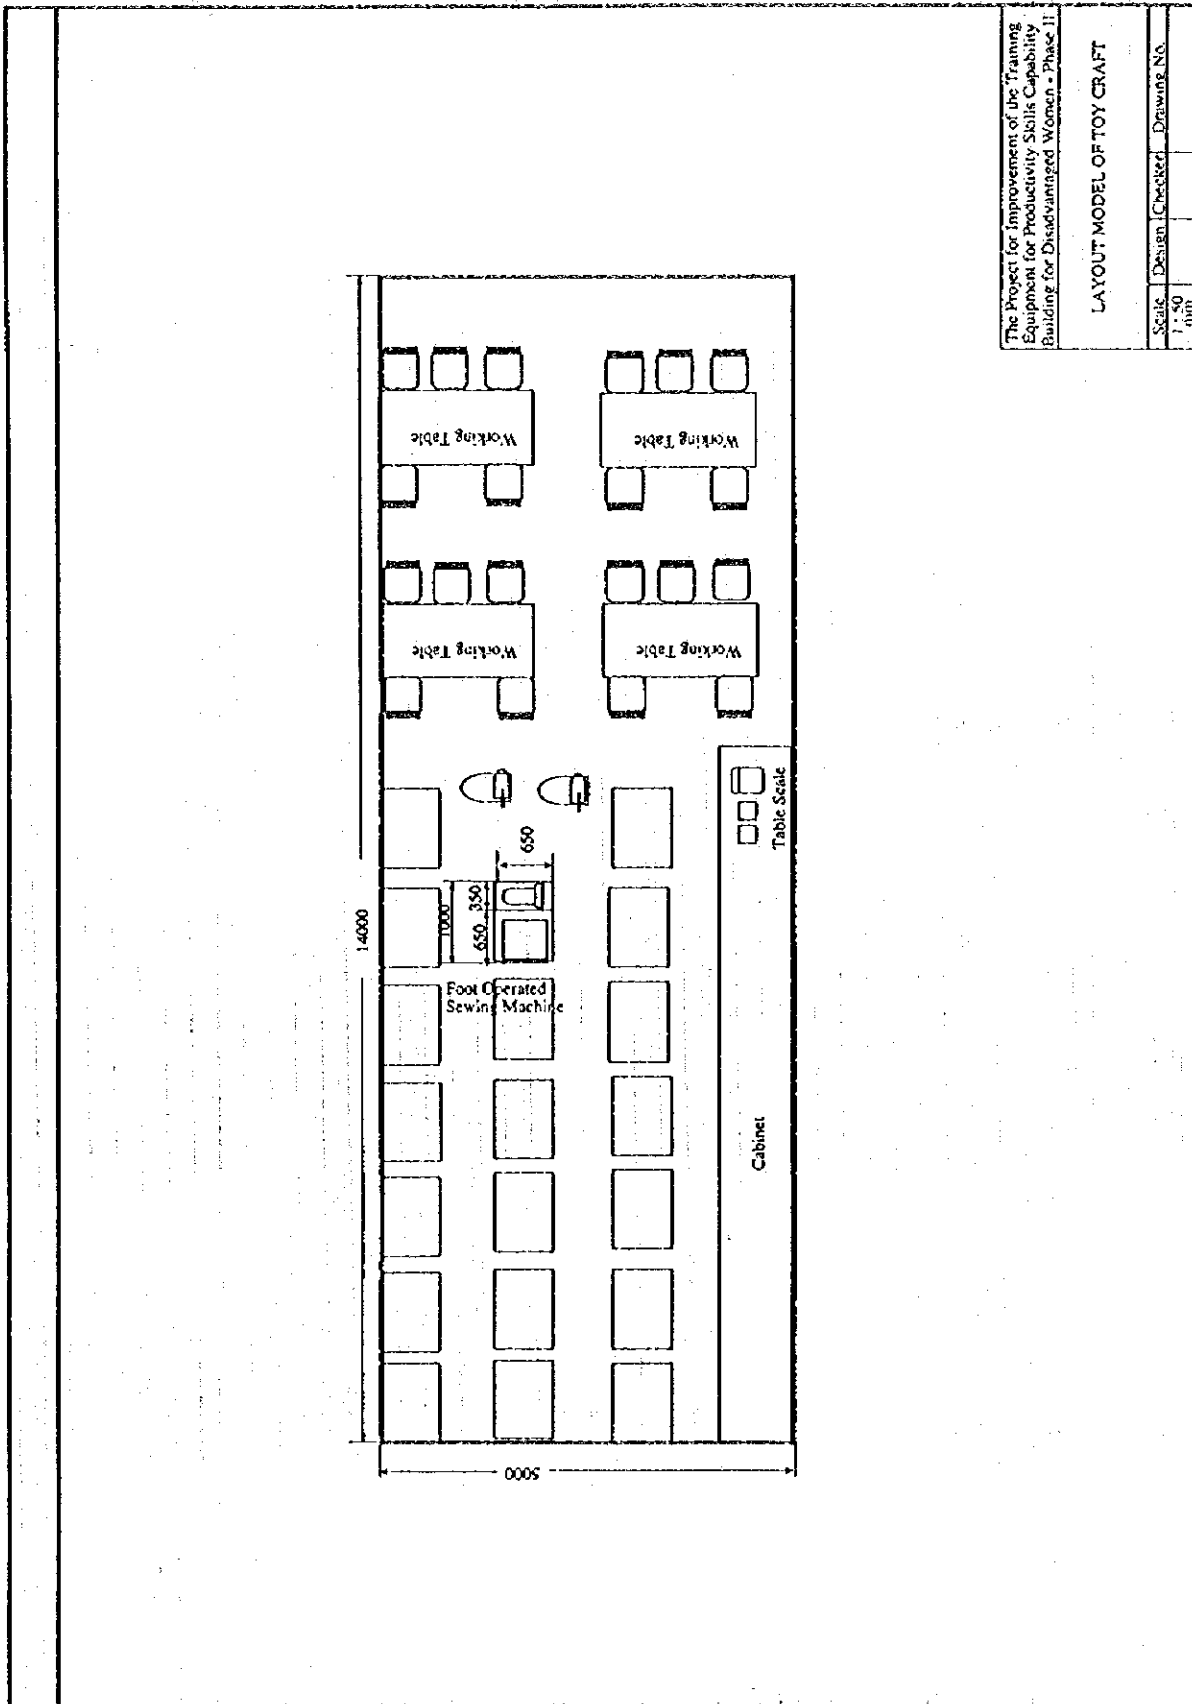 The Project for Improvement of the Training
Equipment for Productivity Skills Capability
Building for Disadvantaged Women - Phase II
LAYOUT MODEL OF TOY CRAFT
Scale Design Checker Drawing No.
1 : 50
mm
Working Table
Working Table
Working Table
Working Table
14000
1000
650 350
650
Foot Operated
Sewing Machine
Table Scale
Cabinet
5000